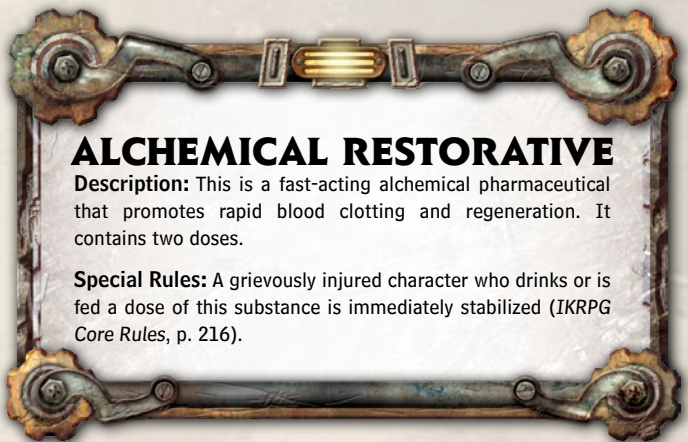 ALCHEMICAL RESTORATIVE
Description: This is a fast-acting alchemical pharmaceutical
that promotes rapid blood clotting and regeneration. It
contains two doses.
Special Rules: A grievously injured character who drinks or is
fed a dose of this substance is immediately stabilized (IKRPG
Core Rules, p. 216).